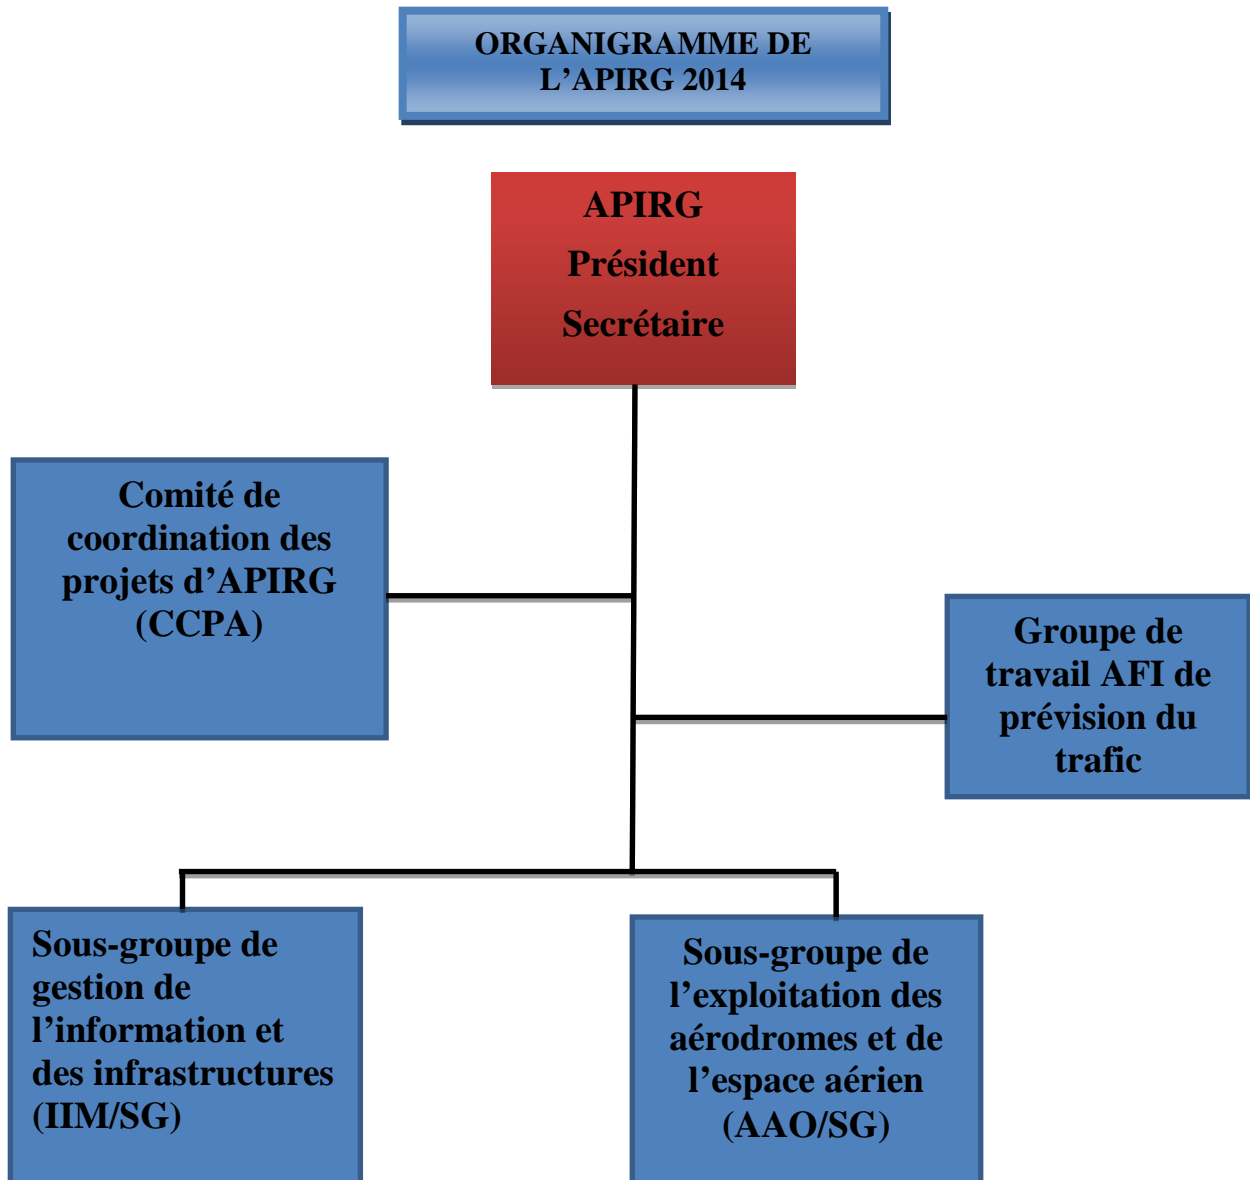 ORGANIGRAMME DE
L’APIRG 2014
APIRG
Président
Secrétaire
Comité de
coordination des
projets d’APIRG
(CCPA)
Groupe de
travail AFI de
prévision du
trafic
Sous-groupe de
gestion de
l’information et
des infrastructures
(IIM/SG)
Sous-groupe de
l’exploitation des
aérodromes et de
l’espace aérien
(AAO/SG)